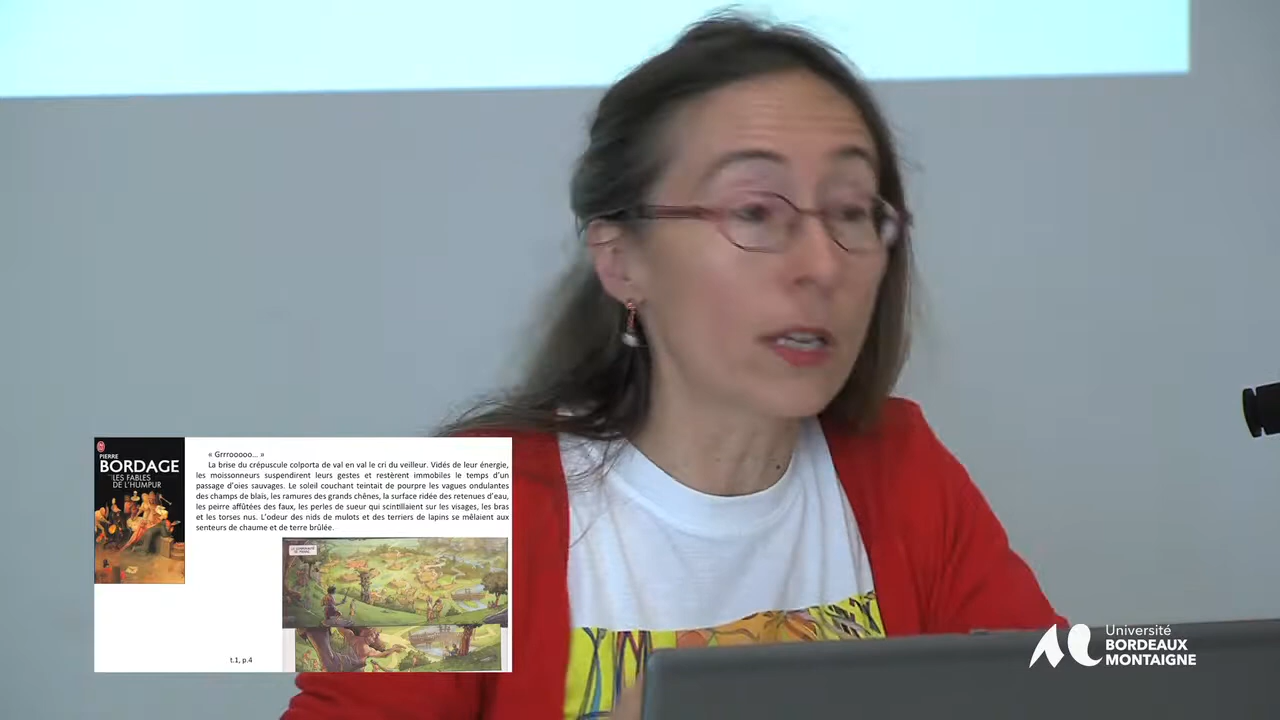 PIERRE
BORDAGE
LES FABLES
DE L'HUMPUR
« Grrrooooo... »
La brise du crépuscule colporta de val en val le cri du veilleur. Vidés de leur énergie,
les moissonneurs suspendirent leurs gestes et restèrent immobiles le temps d'un
passage d'oies sauvages. Le soleil couchant teintait de pourpre les vagues ondulantes
des champs de blais, les ramures des grands chênes, la surface ridée des retenues d'eau,
les peirre affûtées des faux, les perles de sueur qui scintillaient sur les visages, les bras
et les torses nus. L'odeur des nids de mulots et des terriers de lapins se mêlaient aux
senteurs de chaume et de terre brûlée.
t.1, p.4
Université
BORDEAUX
MONTAIGNE